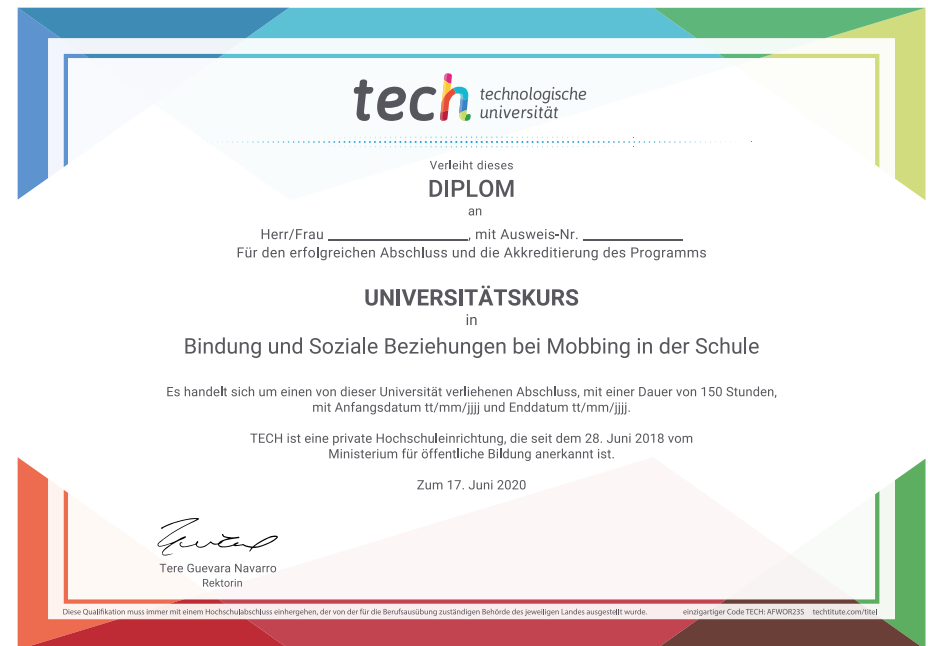 tech technologische
universität
Verleiht dieses
DIPLOM
an
Herr/Frau ____________________, mit Ausweis-Nr. ______________
Für den erfolgreichen Abschluss und die Akkreditierung des Programms
UNIVERSITÄTSKURS
in
Bindung und Soziale Beziehungen bei Mobbing in der Schule
Es handelt sich um einen von dieser Universität verliehenen Abschluss, mit einer Dauer von 150 Stunden,
mit Anfangsdatum tt/mm/jjjj und Enddatum tt/mm/jjjj.
TECH ist eine private Hochschuleinrichtung, die seit dem 28. Juni 2018 vom
Ministerium für öffentliche Bildung anerkannt ist.
Zum 17. Juni 2020
Tere Guevara Navarro
Rektorin
Diese Qualifikation muss immer mit einem Hochschulabschluss einhergehen, der von der für die Berufsausübung zuständigen Behörde des jeweiligen Landes ausgestellt wurde. einzigartiger Code TECH: AFWOR235 techtitute.com/titel